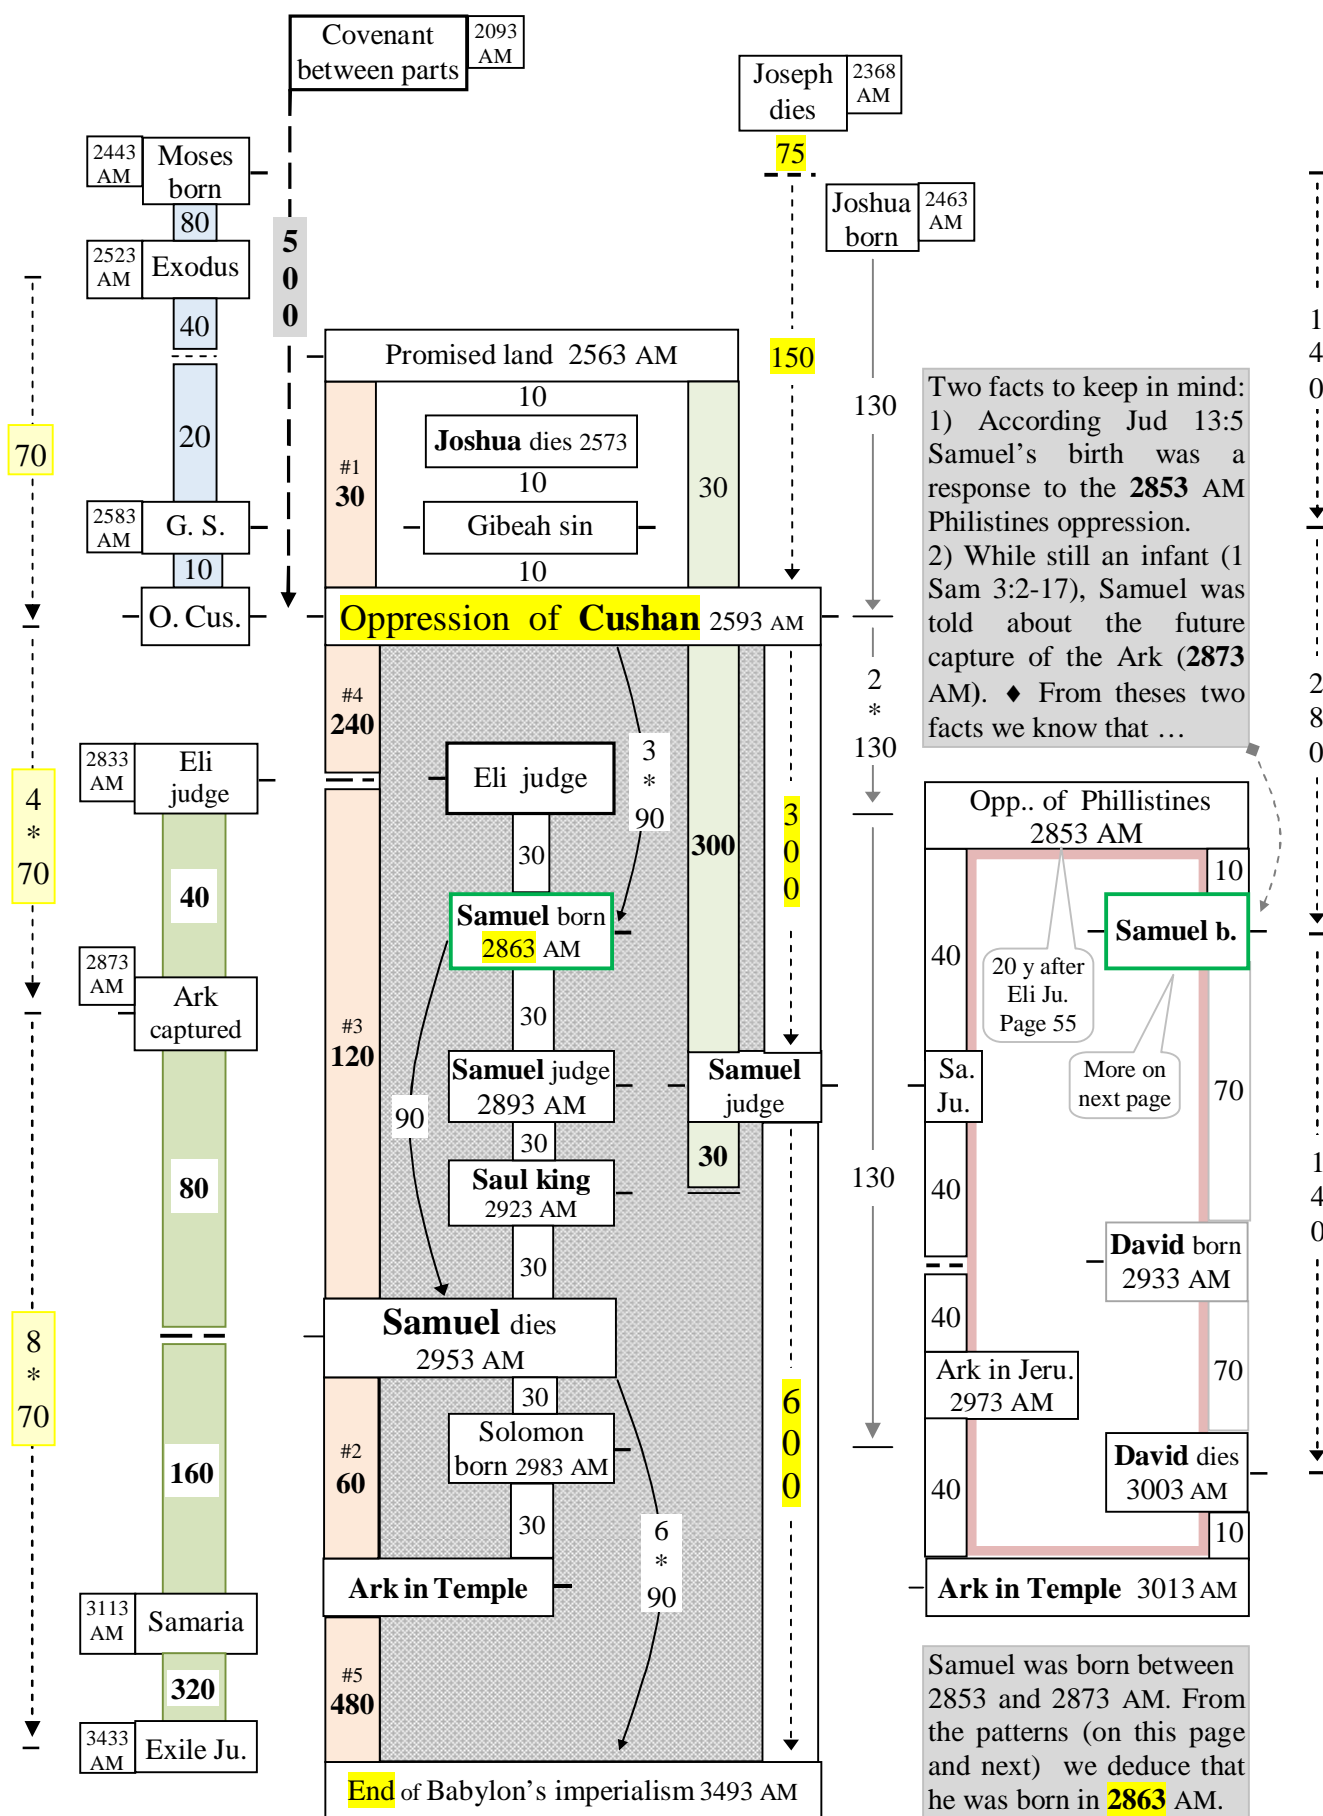 Covenant
between parts
2093
AM
Joseph
dies
2368
AM
75
2443
AM
Moses
born
80
Joshua
born
2463
AM
2523
AM
Exodus
5
0
0
40
Promised land 2563 AM
150
1
4
0
130
10
Joshua dies 2573
10
Gibeah sin
10
#1
30
30
20
70
2583
AM
G. S.
10
O. Cus.
Oppression of Cushan 2593 AM
Two facts to keep in mind:
1) According Jud 13:5
Samuel’s birth was a
response to the 2853 AM
Philistines oppression.
2) While still an infant (1
Sam 3:2-17), Samuel was
told about the future
capture of the Ark (2873
AM). ♦ From theses two
facts we know that …
#4
240
2
*
130
2
8
0
2833
AM
Eli
judge
Eli judge
3
*
90
4
*
70
40
30
300
3
0
0
Opp.. of Phillistines
2853 AM
10
Samuel born
2863 AM
Samuel b.
40
20 y after
Eli Ju.
Page 55
2873
AM
Ark
captured
30
#3
120
Samuel judge
2893 AM
Samuel
judge
Sa.
Ju.
More on
next page
70
90
30
30
80
Saul king
2923 AM
130
40
1
4
0
30
David born
2933 AM
Samuel dies
2953 AM
40
8
*
70
30
6
0
0
Ark in Jeru.
2973 AM
70
Solomon
born 2983 AM
#2
60
160
David dies
3003 AM
40
30
10
6
*
90
Ark in Temple
Ark in Temple 3013 AM
3113
AM
Samaria
#5
480
320
3433
AM
Exile Ju.
End of Babylon’s imperialism 3493 AM
Samuel was born between
2853 and 2873 AM. From
the patterns (on this page
and next) we deduce that
he was born in 2863 AM.